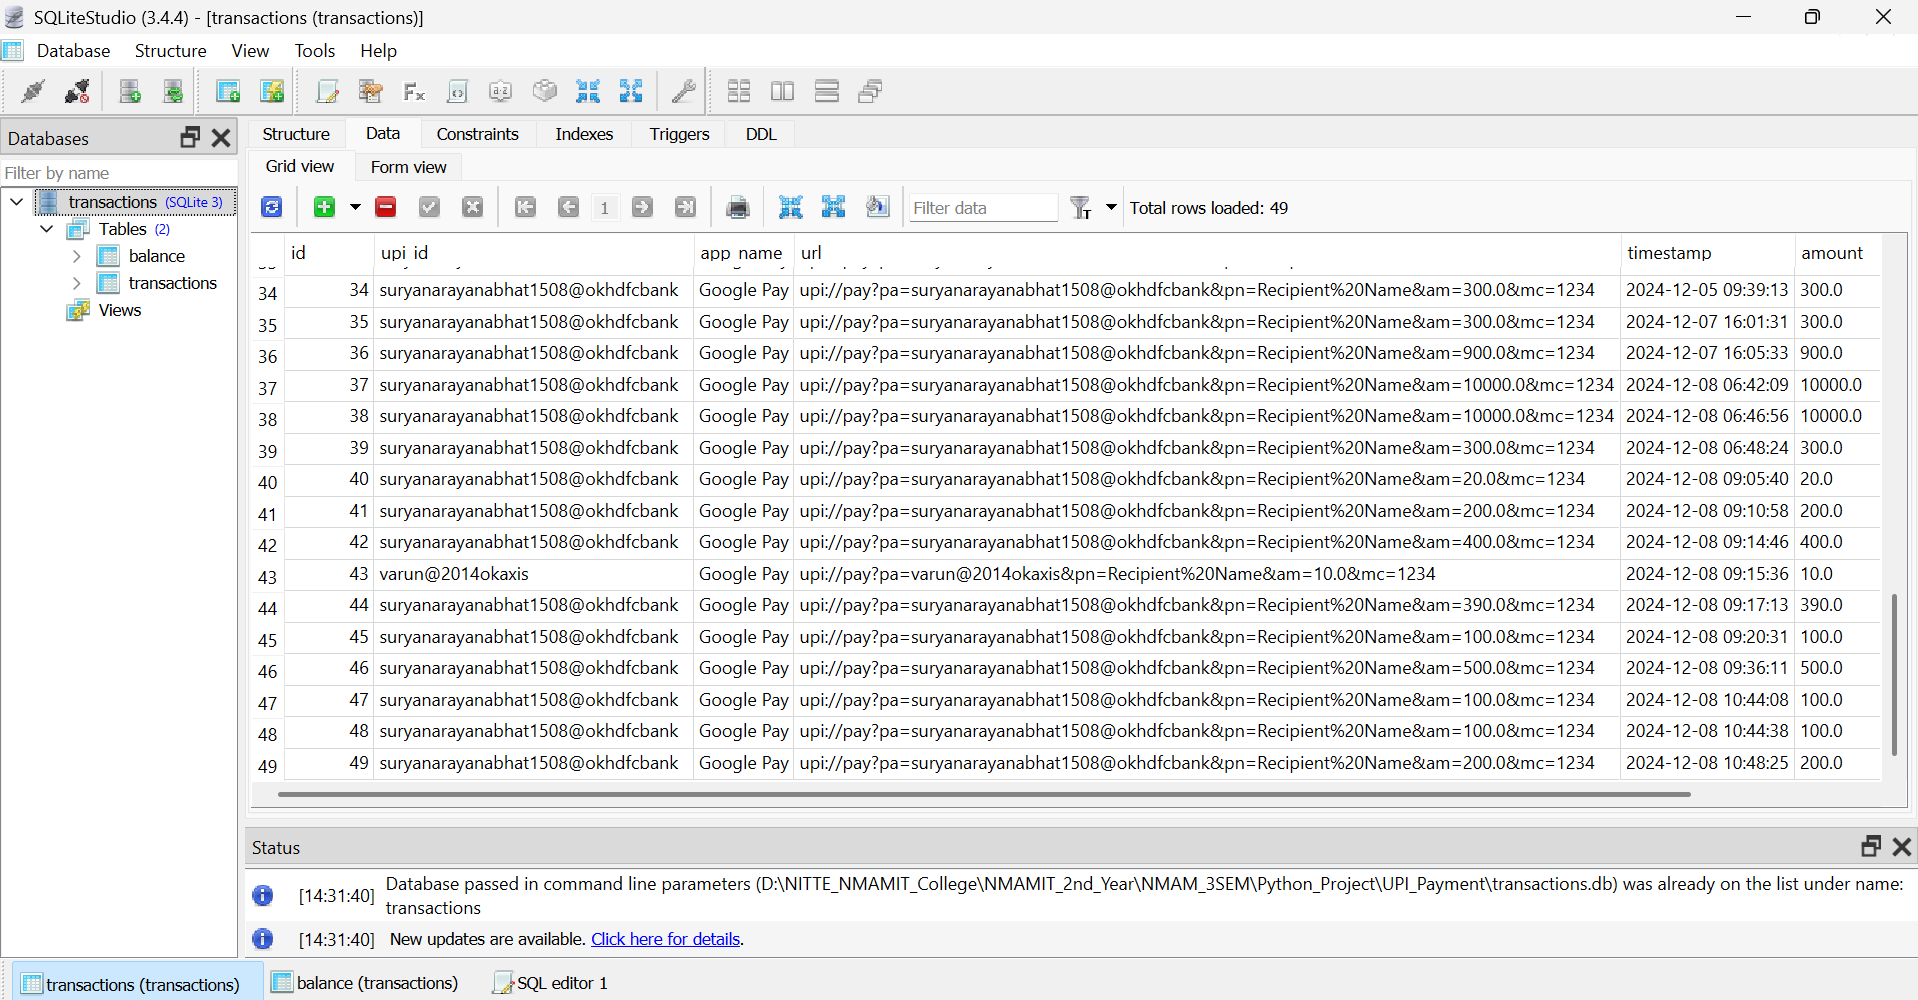 SQLiteStudio (3.4.4) - [transactions (transactions)]
Database Structure View Tools Help
Databases
Filter by name
transactions (SQLite 3)
Tables (2)
balance
transactions
Views
Structure Data Constraints Indexes Triggers DDL
Grid view Form view
1 Filter data Total rows loaded: 49
id upi_id app_name url timestamp amount
34 34 suryanarayanabhat1508@okhdfcbank Google Pay upi://pay?pa=suryanarayanabhat1508@okhdfcbank&pn=Recipient%20Name&am=300.0&mc=1234 2024-12-05 09:39:13 300.0
35 35 suryanarayanabhat1508@okhdfcbank Google Pay upi://pay?pa=suryanarayanabhat1508@okhdfcbank&pn=Recipient%20Name&am=300.0&mc=1234 2024-12-07 16:01:31 300.0
36 36 suryanarayanabhat1508@okhdfcbank Google Pay upi://pay?pa=suryanarayanabhat1508@okhdfcbank&pn=Recipient%20Name&am=900.0&mc=1234 2024-12-07 16:05:33 900.0
37 37 suryanarayanabhat1508@okhdfcbank Google Pay upi://pay?pa=suryanarayanabhat1508@okhdfcbank&pn=Recipient%20Name&am=10000.0&mc=1234 2024-12-08 06:42:09 10000.0
38 38 suryanarayanabhat1508@okhdfcbank Google Pay upi://pay?pa=suryanarayanabhat1508@okhdfcbank&pn=Recipient%20Name&am=10000.0&mc=1234 2024-12-08 06:46:56 10000.0
39 39 suryanarayanabhat1508@okhdfcbank Google Pay upi://pay?pa=suryanarayanabhat1508@okhdfcbank&pn=Recipient%20Name&am=300.0&mc=1234 2024-12-08 06:48:24 300.0
40 40 suryanarayanabhat1508@okhdfcbank Google Pay upi://pay?pa=suryanarayanabhat1508@okhdfcbank&pn=Recipient%20Name&am=20.0&mc=1234 2024-12-08 09:05:40 20.0
41 41 suryanarayanabhat1508@okhdfcbank Google Pay upi://pay?pa=suryanarayanabhat1508@okhdfcbank&pn=Recipient%20Name&am=200.0&mc=1234 2024-12-08 09:10:58 200.0
42 42 suryanarayanabhat1508@okhdfcbank Google Pay upi://pay?pa=suryanarayanabhat1508@okhdfcbank&pn=Recipient%20Name&am=400.0&mc=1234 2024-12-08 09:14:46 400.0
43 43 varun@2014okaxis Google Pay upi://pay?pa=varun@2014okaxis&pn=Recipient%20Name&am=10.0&mc=1234 2024-12-08 09:15:36 10.0
44 44 suryanarayanabhat1508@okhdfcbank Google Pay upi://pay?pa=suryanarayanabhat1508@okhdfcbank&pn=Recipient%20Name&am=390.0&mc=1234 2024-12-08 09:17:13 390.0
45 45 suryanarayanabhat1508@okhdfcbank Google Pay upi://pay?pa=suryanarayanabhat1508@okhdfcbank&pn=Recipient%20Name&am=100.0&mc=1234 2024-12-08 09:20:31 100.0
46 46 suryanarayanabhat1508@okhdfcbank Google Pay upi://pay?pa=suryanarayanabhat1508@okhdfcbank&pn=Recipient%20Name&am=500.0&mc=1234 2024-12-08 09:36:11 500.0
47 47 suryanarayanabhat1508@okhdfcbank Google Pay upi://pay?pa=suryanarayanabhat1508@okhdfcbank&pn=Recipient%20Name&am=100.0&mc=1234 2024-12-08 10:44:08 100.0
48 48 suryanarayanabhat1508@okhdfcbank Google Pay upi://pay?pa=suryanarayanabhat1508@okhdfcbank&pn=Recipient%20Name&am=100.0&mc=1234 2024-12-08 10:44:38 100.0
49 49 suryanarayanabhat1508@okhdfcbank Google Pay upi://pay?pa=suryanarayanabhat1508@okhdfcbank&pn=Recipient%20Name&am=200.0&mc=1234 2024-12-08 10:48:25 200.0
Status
[14:31:40] Database passed in command line parameters (D:\NITTE_NMAMIT_College\NMAMIT_2nd_Year\NMAM_3SEM\Python_Project\UPI_Payment\transactions.db) was already on the list under name:
transactions
[14:31:40] New updates are available. Click here for details.
transactions (transactions) balance (transactions) SQL editor 1